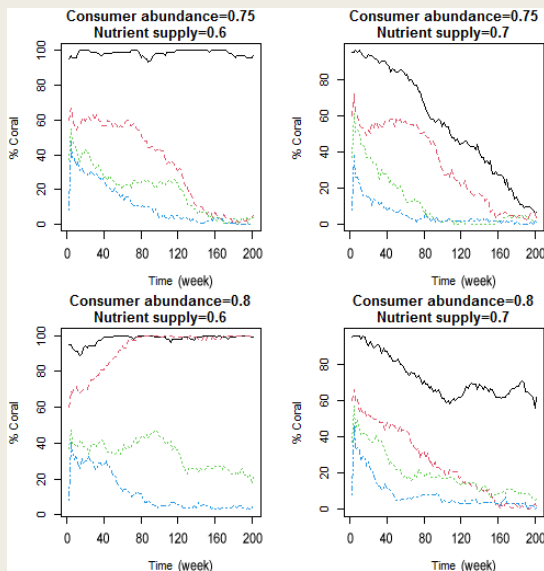 Consumer abundance=0.75
Nutrient supply=0.6
% Coral
100
80
60
40
20
0
0 40 80 120 160 200
Time (week)
Consumer abundance=0.75
Nutrient supply=0.7
% Coral
80
60
40
20
0
0 40 80 120 160 200
Time (week)
Consumer abundance=0.8
Nutrient supply=0.6
% Coral
100
80
60
40
20
0
0 40 80 120 160 200
Time (week)
Consumer abundance=0.8
Nutrient supply=0.7
% Coral
80
60
40
20
0
0 40 80 120 160 200
Time (week)